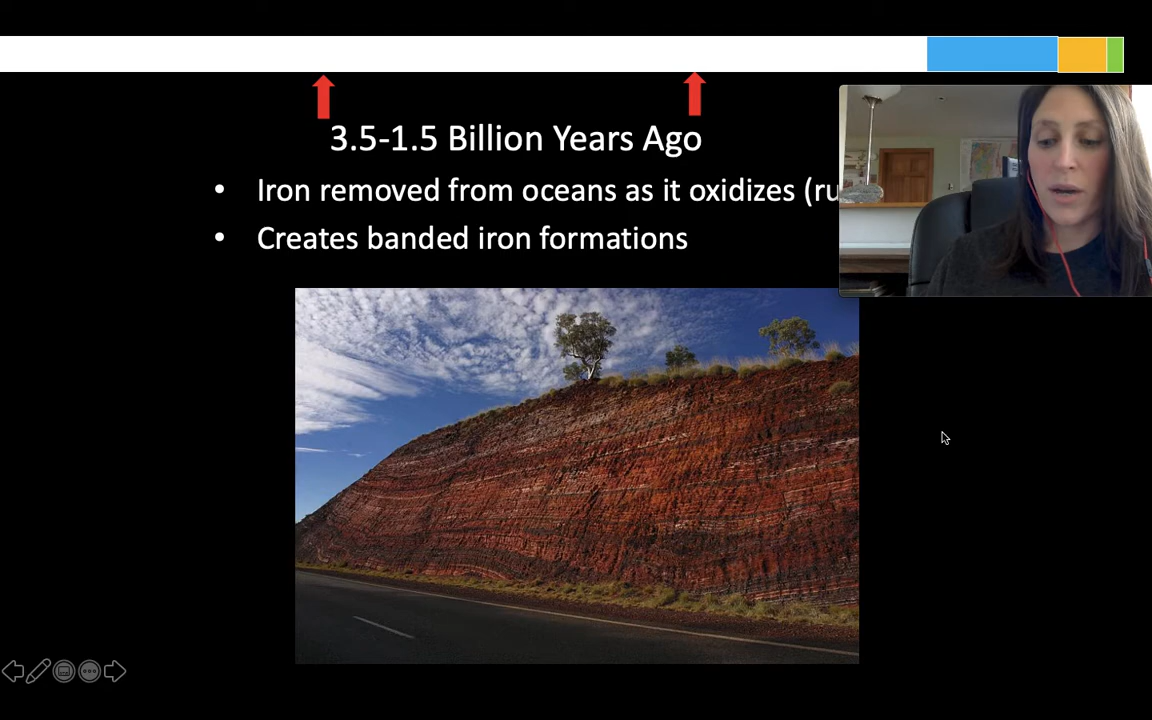 3.5-1.5 Billion Years Ago
• Iron removed from oceans as it oxidizes
• Creates banded iron formations